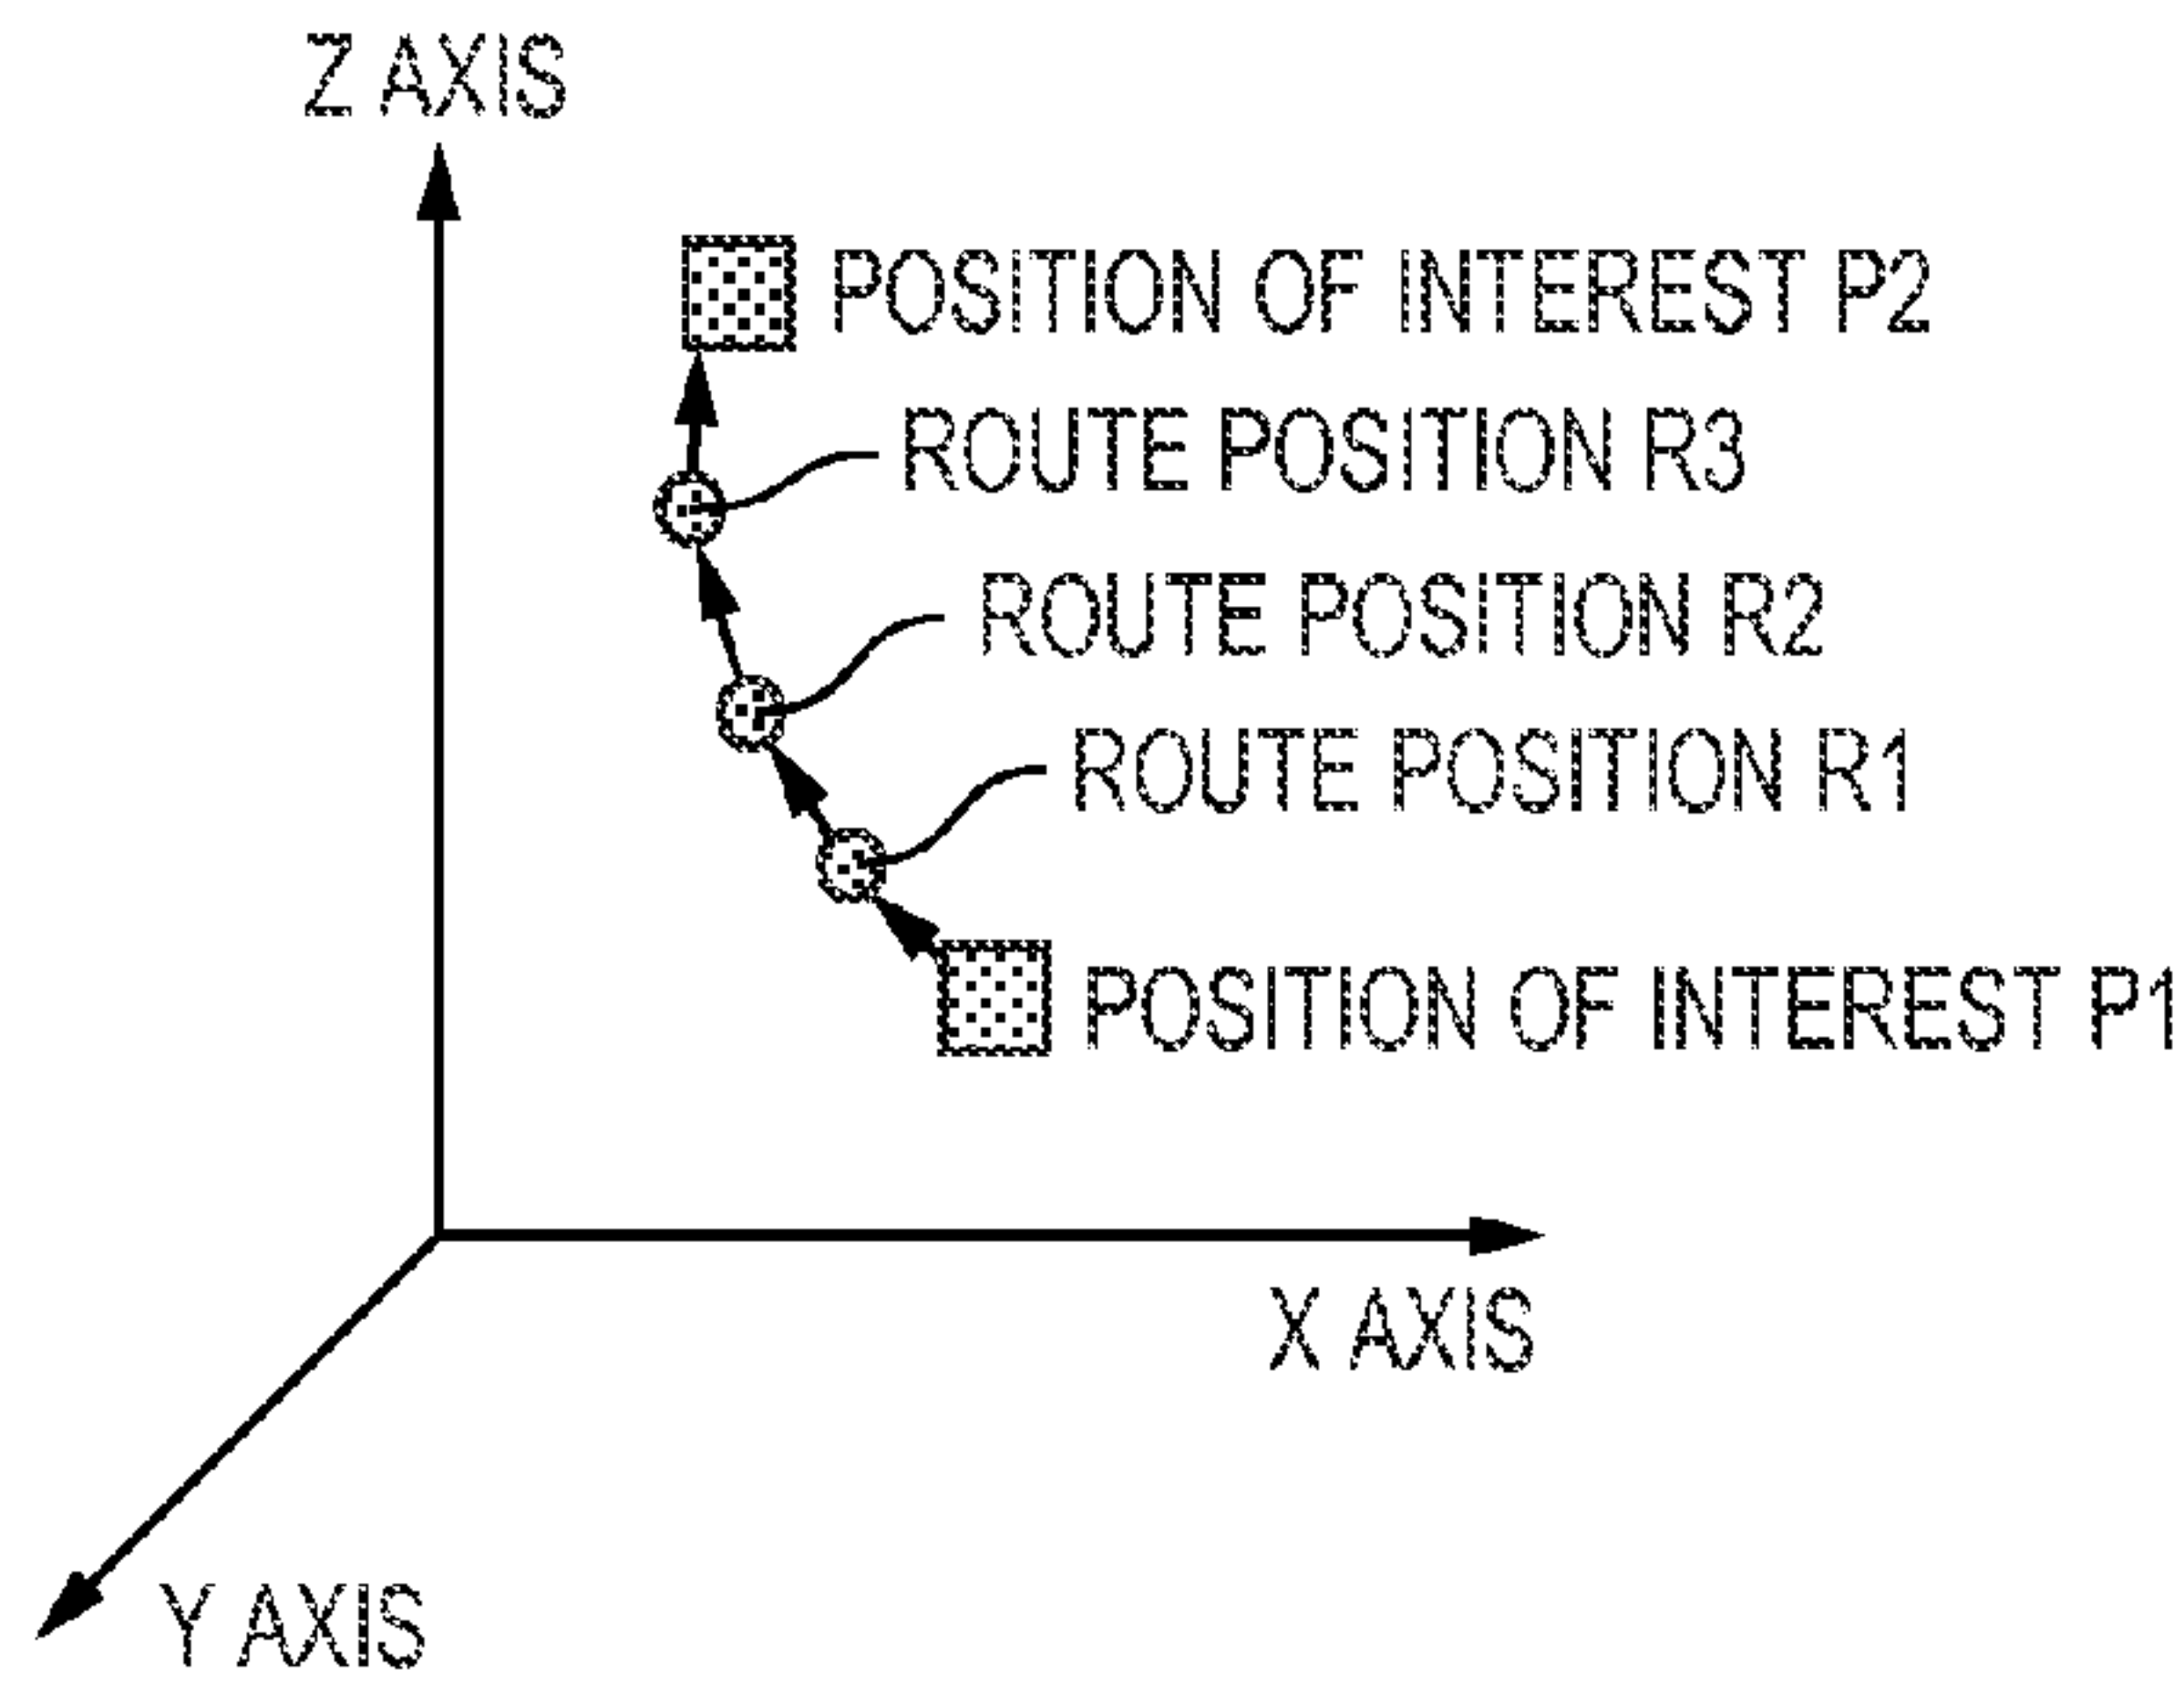 Z AXIS
POSITION OF INTEREST P2
ROUTE POSITION R3
ROUTE POSITION R2
ROUTE POSITION R1
POSITION OF INTEREST P1
X AXIS
Y AXIS